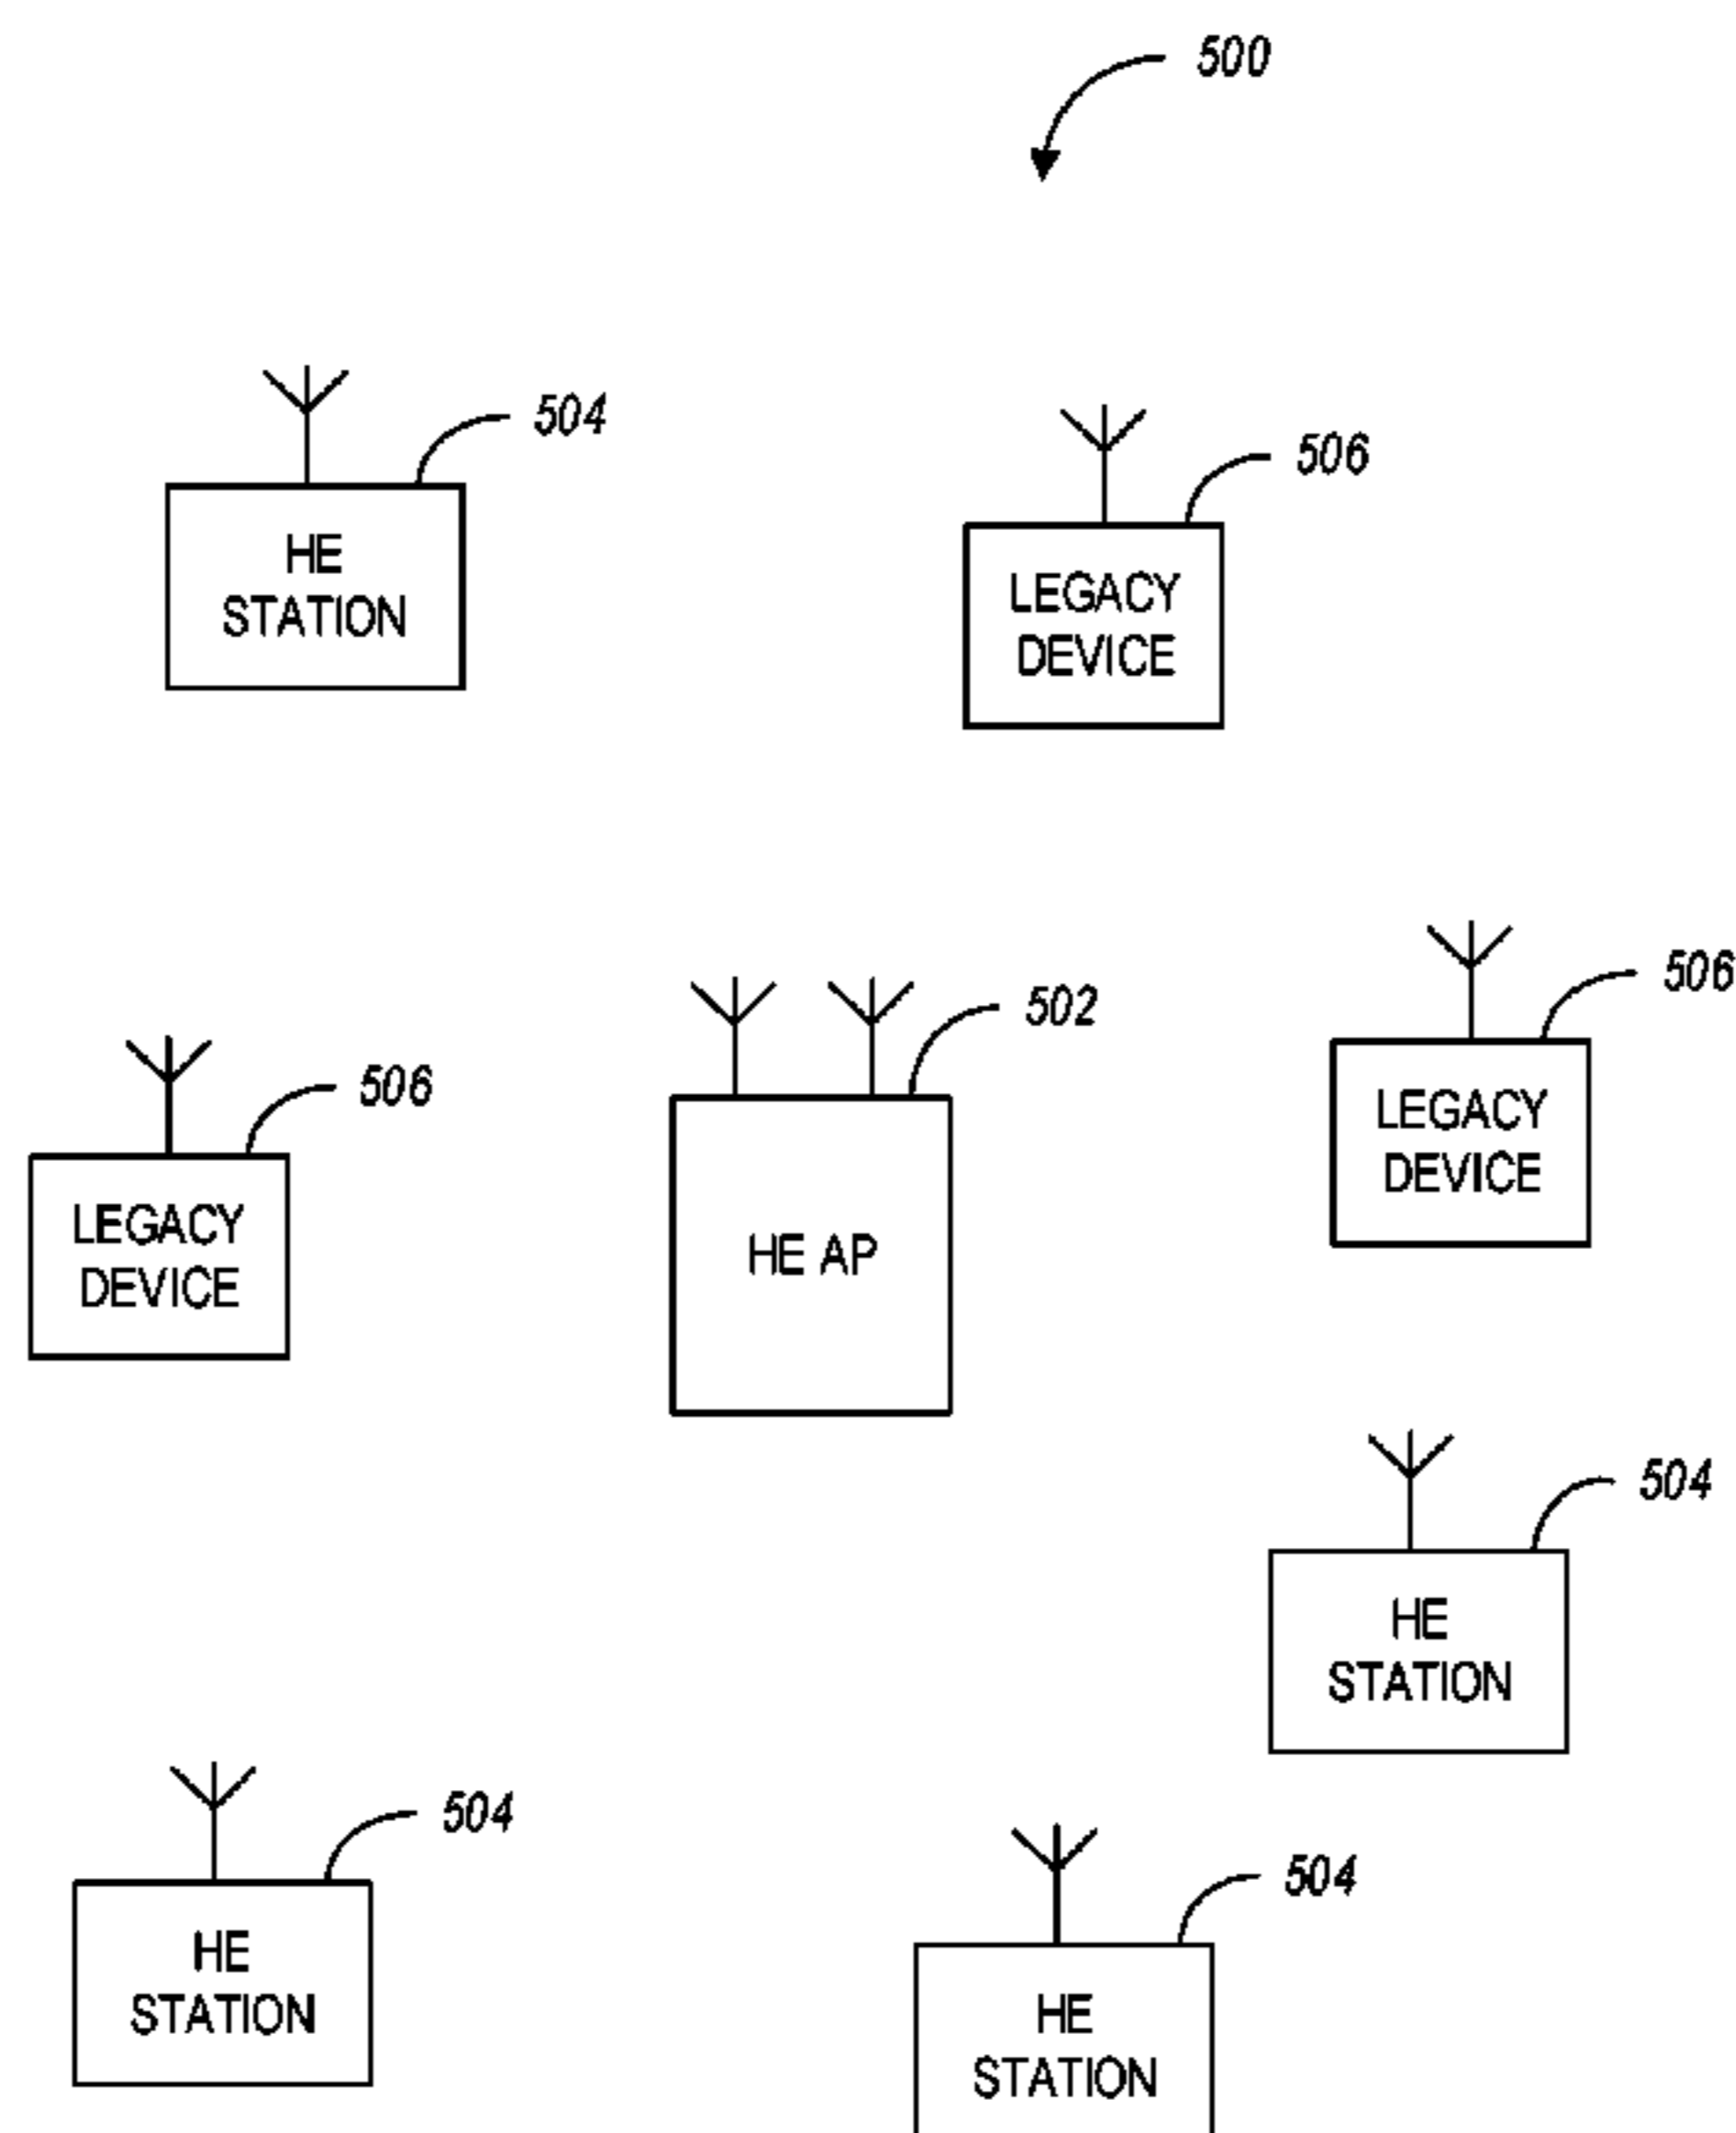 500
504
HE
STATION
506
LEGACY
DEVICE
506
LEGACY
DEVICE
502
HE AP
506
LEGACY
DEVICE
504
HE
STATION
504
HE
STATION
504
HE
STATION